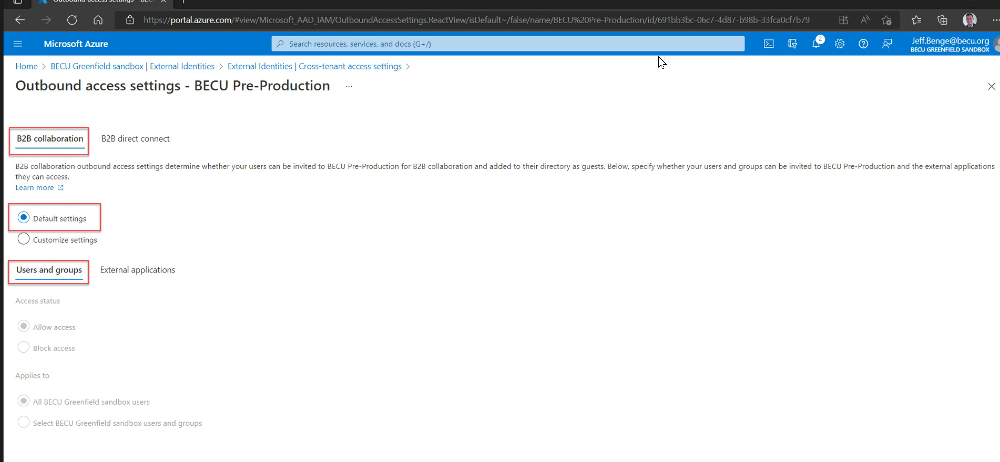 Outbound access settings - BEC
https://portal.azure.com/#view/Microsoft_AAD_IAM/OutboundAccessSettings.ReactView/isDefault~/false/name/BECU%20Pre-Production/id/691bb3bc-06c7-4d87-b98b-33fca0cf7b79
Microsoft Azure
Search resources, services, and docs (G+/)
2
Jeff.Benge@becu.org
BECU GREENFIELD SANDBOX
Home > BECU Greenfield sandbox | External Identities > External Identities | Cross-tenant access settings >
Outbound access settings - BECU Pre-Production ...
B2B collaboration B2B direct connect
B2B collaboration outbound access settings determine whether your users can be invited to BECU Pre-Production for B2B collaboration and added to their directory as guests. Below, specify whether your users and groups can be invited to BECU Pre-Production and the external applications
they can access.
Learn more
Default settings
Customize settings
Users and groups External applications
Access status
Allow access
Block access
Applies to
All BECU Greenfield sandbox users
Select BECU Greenfield sandbox users and groups